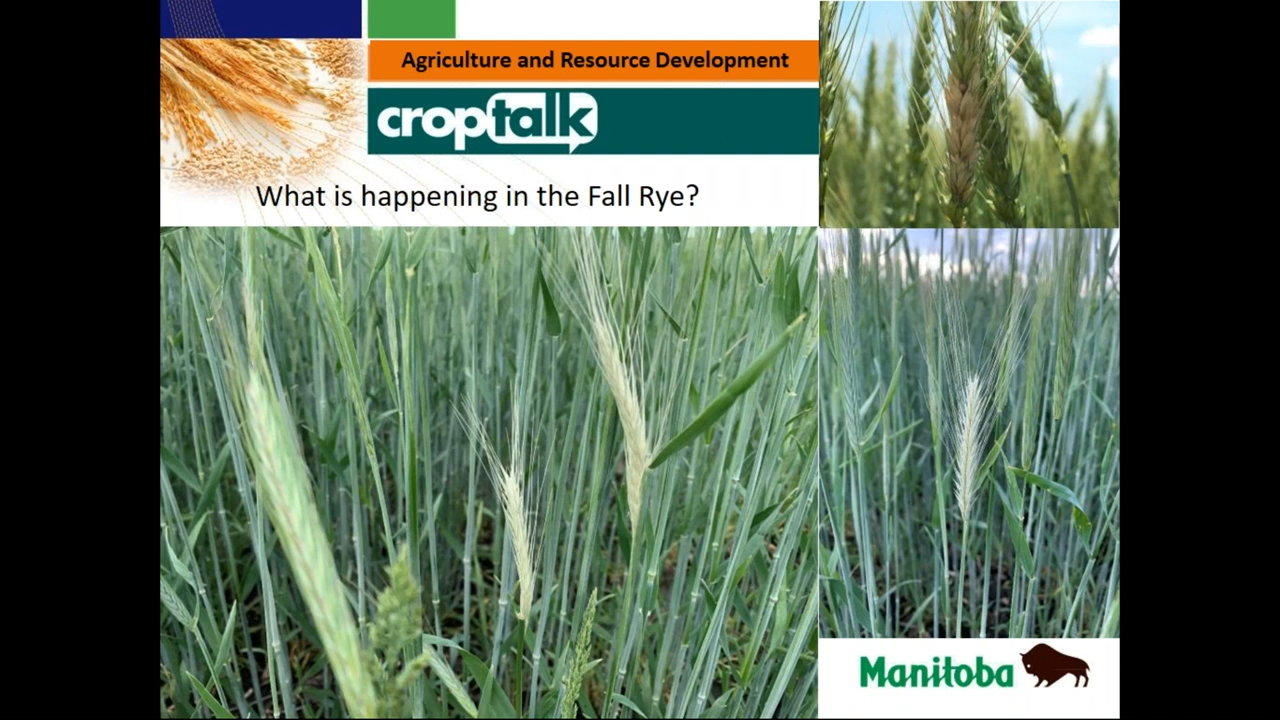 Agriculture and Resource Development
croptalk
What is happening in the Fall Rye?
Manitoba